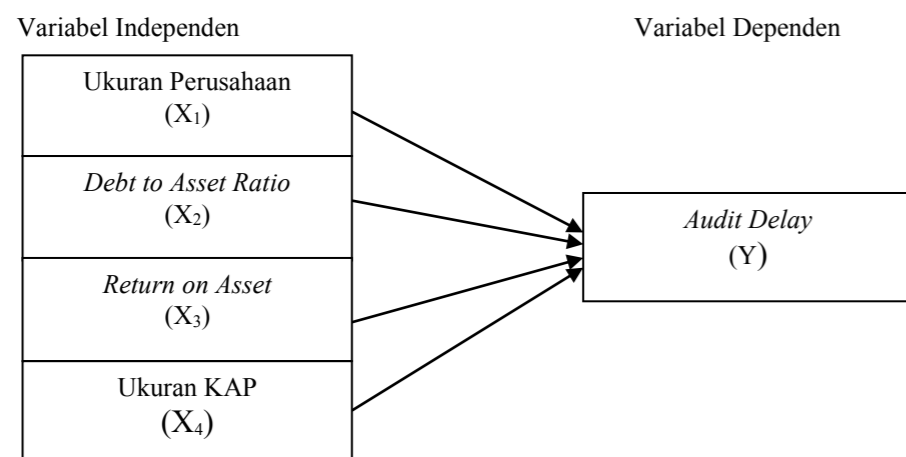 Variabel Independen
Variabel Dependen
Ukuran Perusahaan
(X₁)
Debt to Asset Ratio
(X₂)
Return on Asset
(X₃)
Ukuran KAP
(X₄)
Audit Delay
(Y)